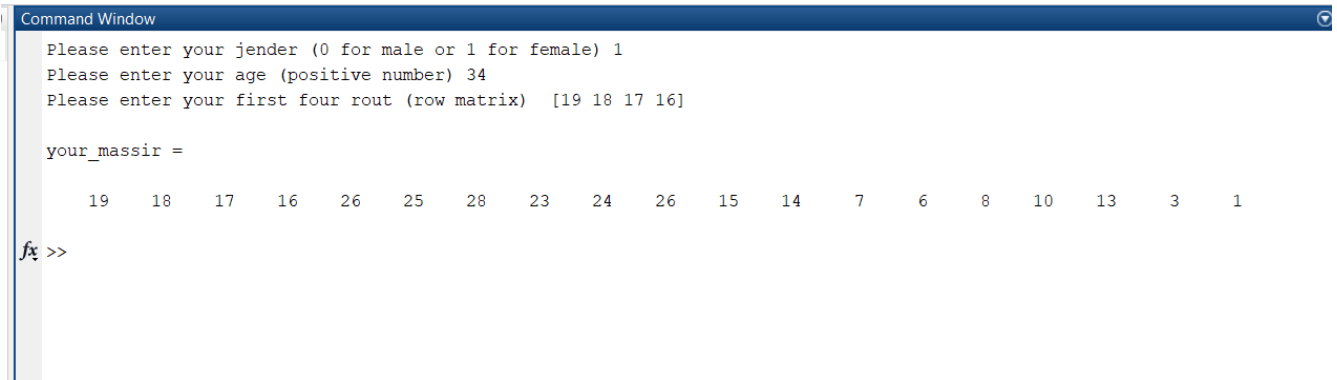 Command Window
Please enter your jender (0 for male or 1 for female) 1
Please enter your age (positive number) 34
Please enter your first four rout (row matrix)  [19 18 17 16]
your_massir =
19 18 17 16 26 25 28 23 24 26 15 14 7 6 8 10 13 3 1
fx >>